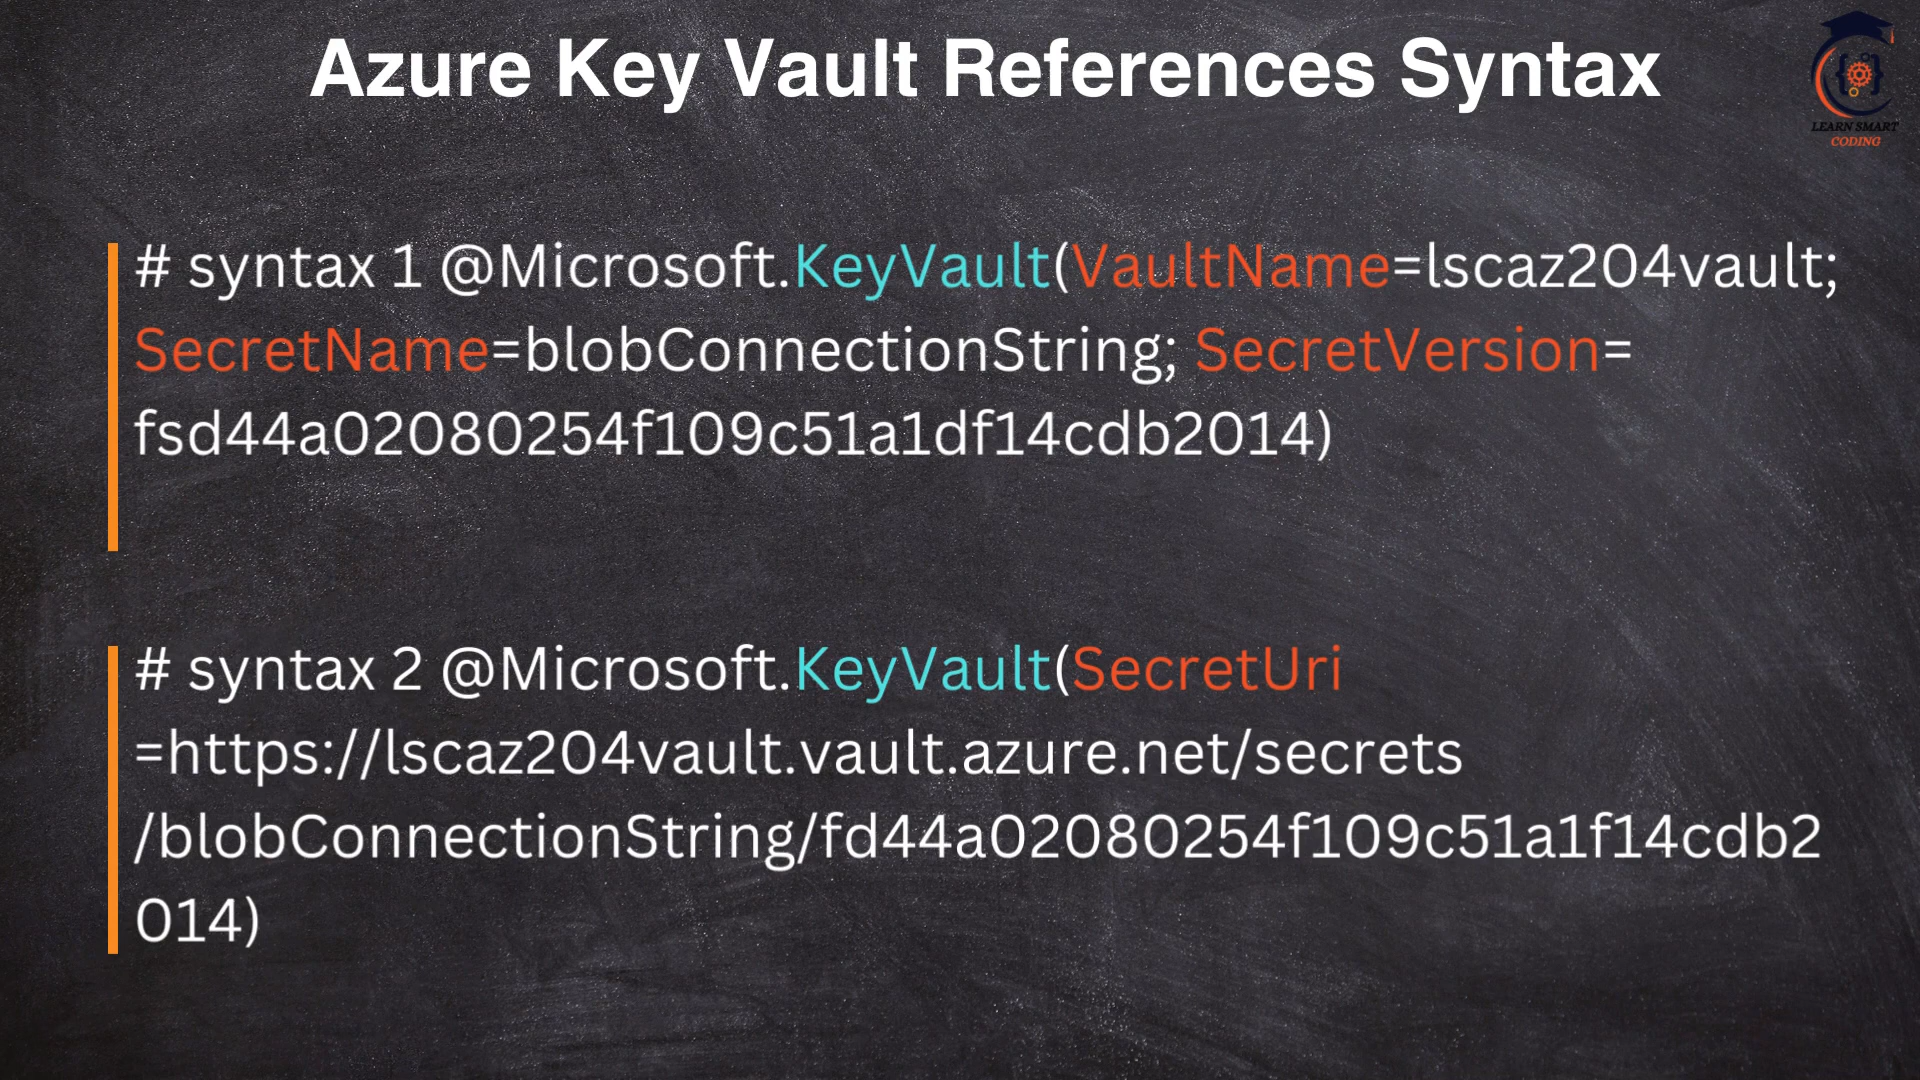 Azure Key Vault References Syntax
LEARN SMART
CODING
# syntax 1 @Microsoft.KeyVault(VaultName=lscaz204vault;
SecretName=blobConnectionString; SecretVersion=
fsd44a02080254f109c51a1df14cdb2014)
# syntax 2 @Microsoft.KeyVault(SecretUri
=https://lscaz204vault.vault.azure.net/secrets
/blobConnectionString/fd44a02080254f109c51a1f14cdb2
014)